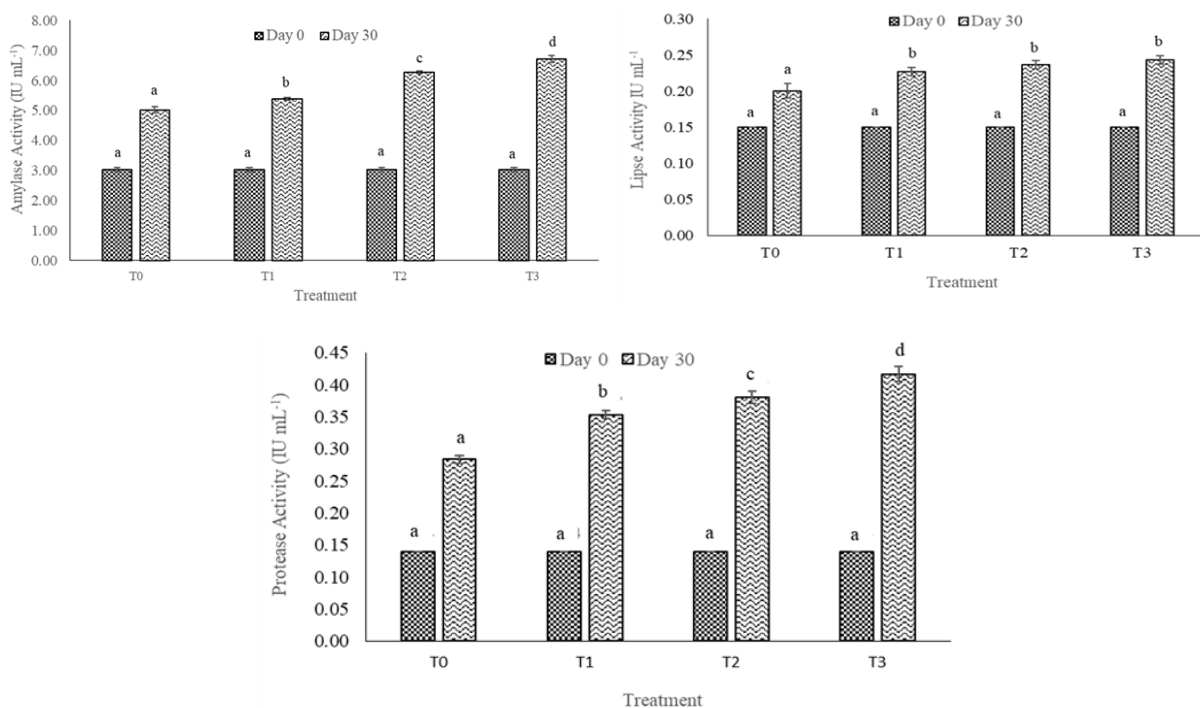 Amylase Activity (IU mL-1)
8.00
7.00
6.00
5.00
4.00
3.00
2.00
1.00
0.00
Day 0 Day 30
a a a b a c a d
T0 T1 T2 T3
Treatment
Lipse Activity IU mL-1
0.30
0.25
0.20
0.15
0.10
0.05
0.00
Day 0 Day 30
a a a b a b a b
T0 T1 T2 T3
Treatment
Protease Activity (IU mL-1)
0.45
0.40
0.35
0.30
0.25
0.20
0.15
0.10
0.05
0.00
Day 0 Day 30
a a a b a c a d
T0 T1 T2 T3
Treatment